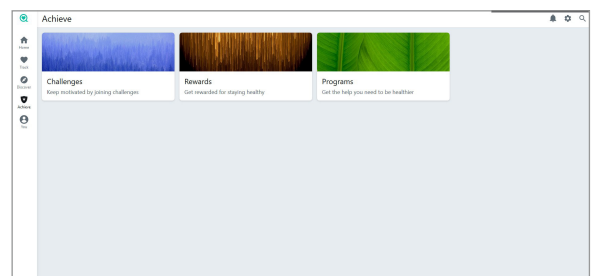 Achieve
Home
Track
Discover
Achieve
You
Challenges
Keep motivated by joining challenges
Rewards
Get rewarded for staying healthy
Programs
Get the help you need to be healthier